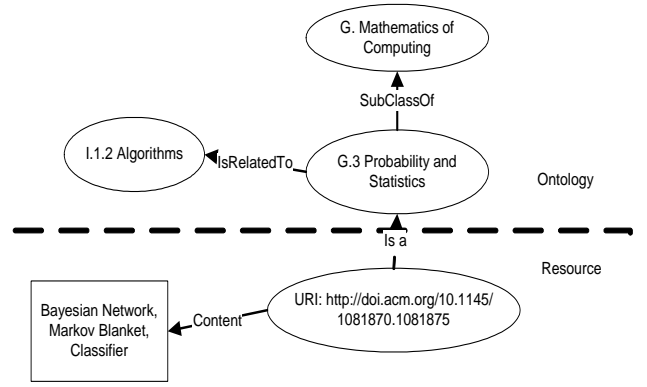 G. Mathematics of
Computing
SubClassOf
I.1.2 Algorithms
IsRelatedTo
G.3 Probability and
Statistics
Ontology
Is a
Resource
URI: http://doi.acm.org/10.1145/
1081870.1081875
Content
Bayesian Network,
Markov Blanket,
Classifier